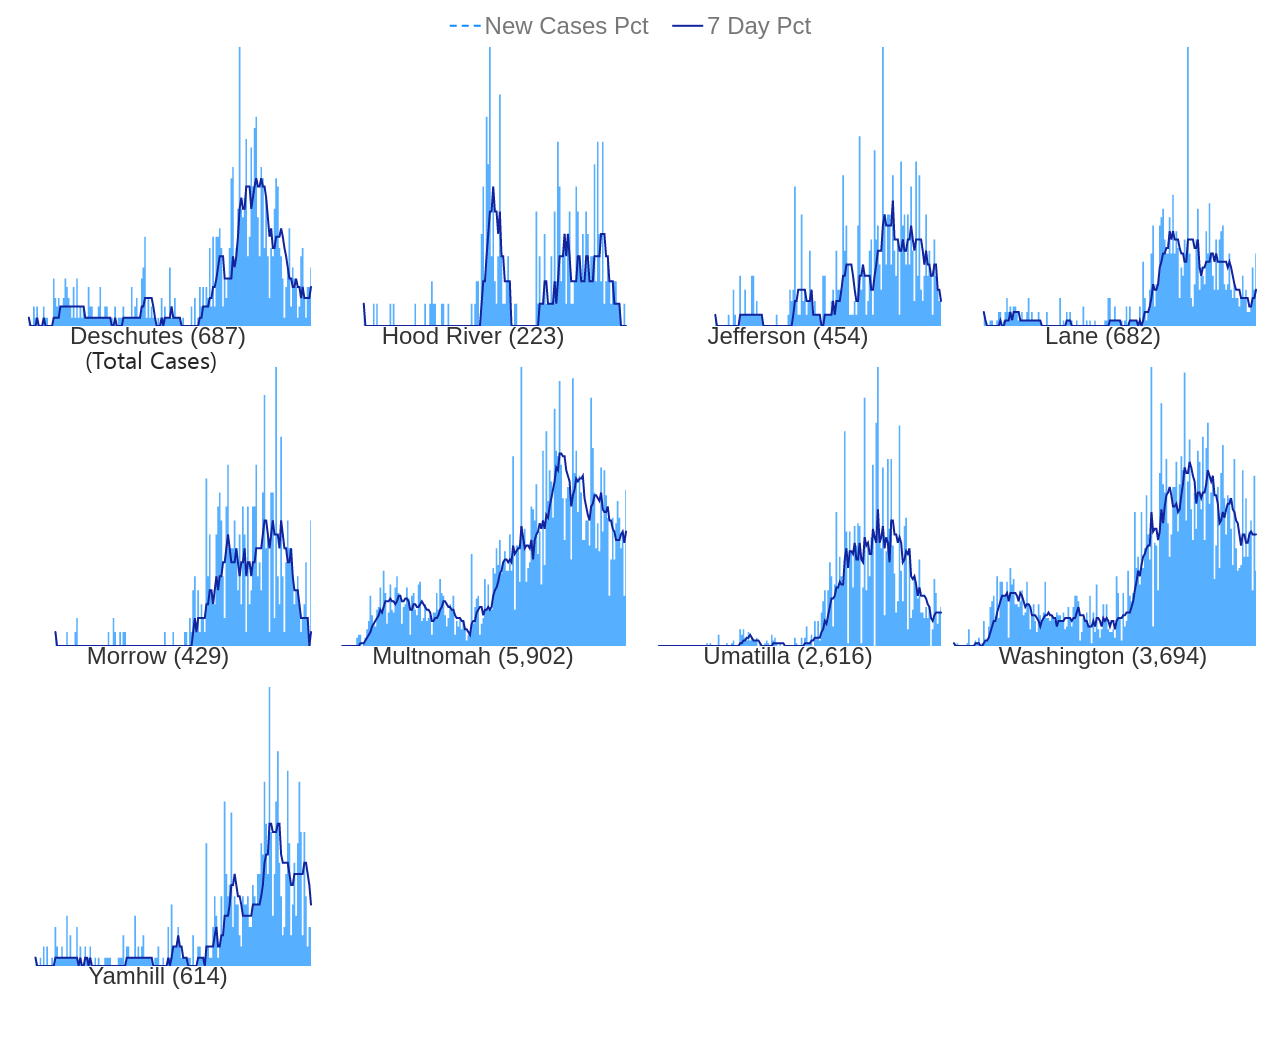 New Cases Pct 7 Day Pct
Deschutes (687) Hood River (223) Jefferson (454) Lane (682)
(Total Cases)
Morrow (429) Multnomah (5,902) Umatilla (2,616) Washington (3,694)
Yamhill (614)